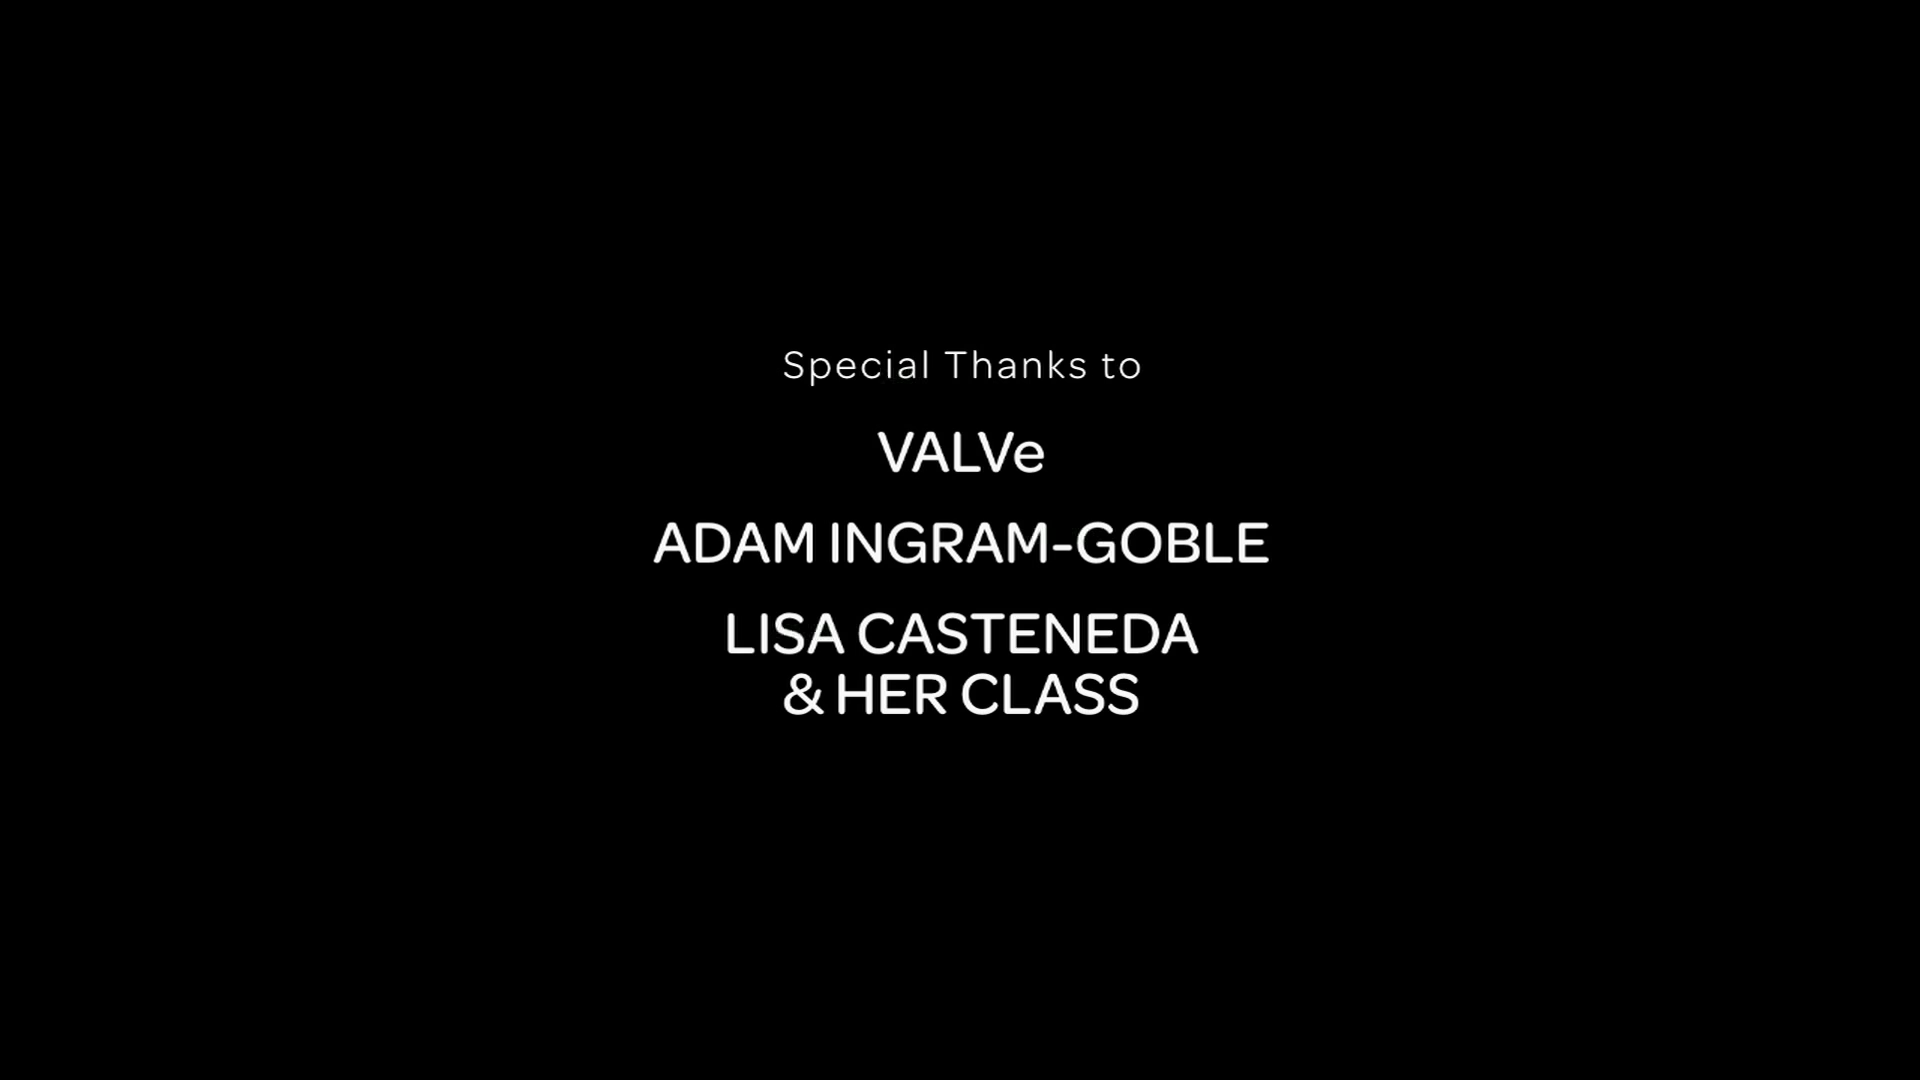 Special Thanks to
VALVe
ADAM INGRAM-GOBLE
LISA CASTENEDA
& HER CLASS